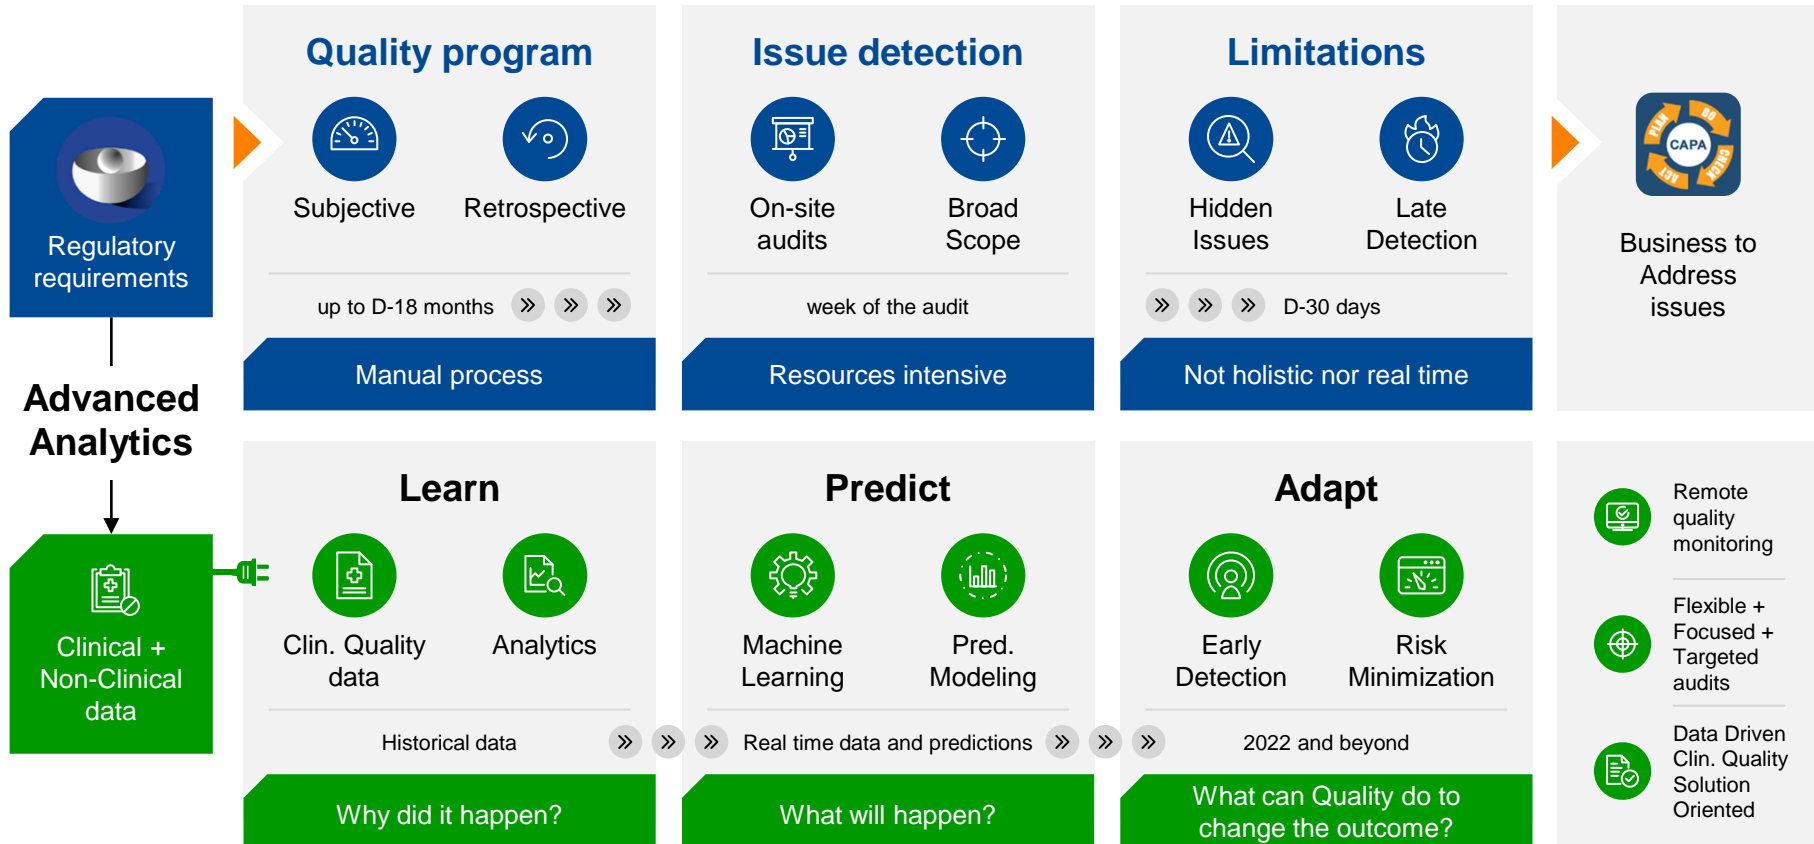 Regulatory
requirements
Advanced
Analytics
Clinical +
Non-Clinical
data
Quality program
Subjective
Retrospective
up to D-18 months
Manual process
Issue detection
On-site
audits
Broad
Scope
week of the audit
Resources intensive
Limitations
Hidden
Issues
Late
Detection
D-30 days
Not holistic nor real time
PLAN
DO
CHECK
ACT
CAPA
Business to
Address
issues
Learn
Clin. Quality
data
Analytics
Historical data
Why did it happen?
Predict
Machine
Learning
Pred.
Modeling
Real time data and predictions
What will happen?
Adapt
Early
Detection
Risk
Minimization
2022 and beyond
What can Quality do to
change the outcome?
Remote
quality
monitoring
Flexible +
Focused +
Targeted
audits
Data Driven
Clin. Quality
Solution
Oriented